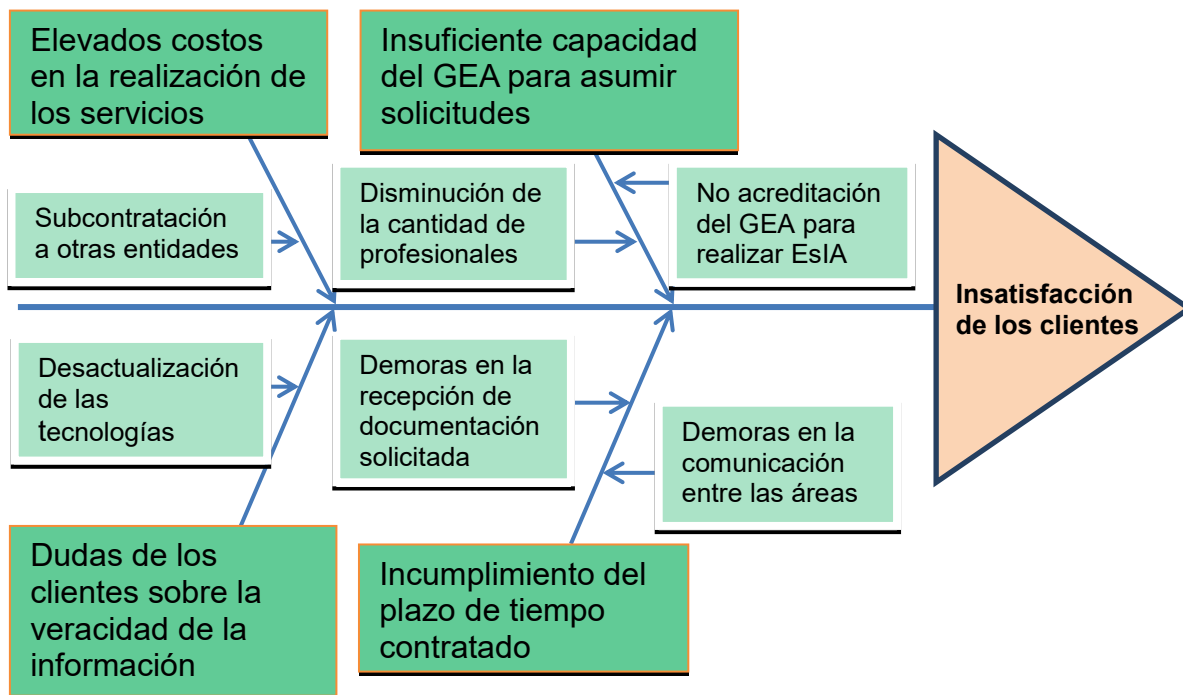 Elevados costos
en la realización de
los servicios
Insuficiente capacidad
del GEA para asumir
solicitudes
Subcontratación
a otras entidades
Disminución de
la cantidad de
profesionales
No acreditación
del GEA para
realizar EsIA
Insatisfacción
de los clientes
Desactualización
de las
tecnologías
Demoras en la
recepción de
documentación
solicitada
Demoras en la
comunicación
entre las áreas
Dudas de los
clientes sobre la
veracidad de la
información
Incumplimiento del
plazo de tiempo
contratado